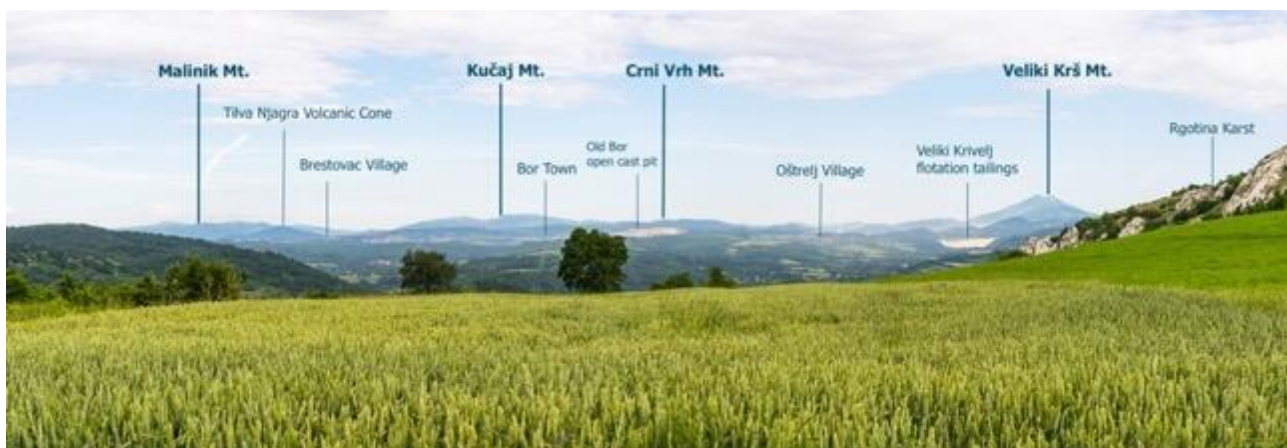 Malinik Mt.
Kučaj Mt.
Crni Vrh Mt.
Veliki Krš Mt.
Tilva Njagra Volcanic Cone
Rgotina Karst
Brestovac Village
Bor Town
Old Bor
open cast pit
Oštrelj Village
Veliki Krivelj
flotation tailings